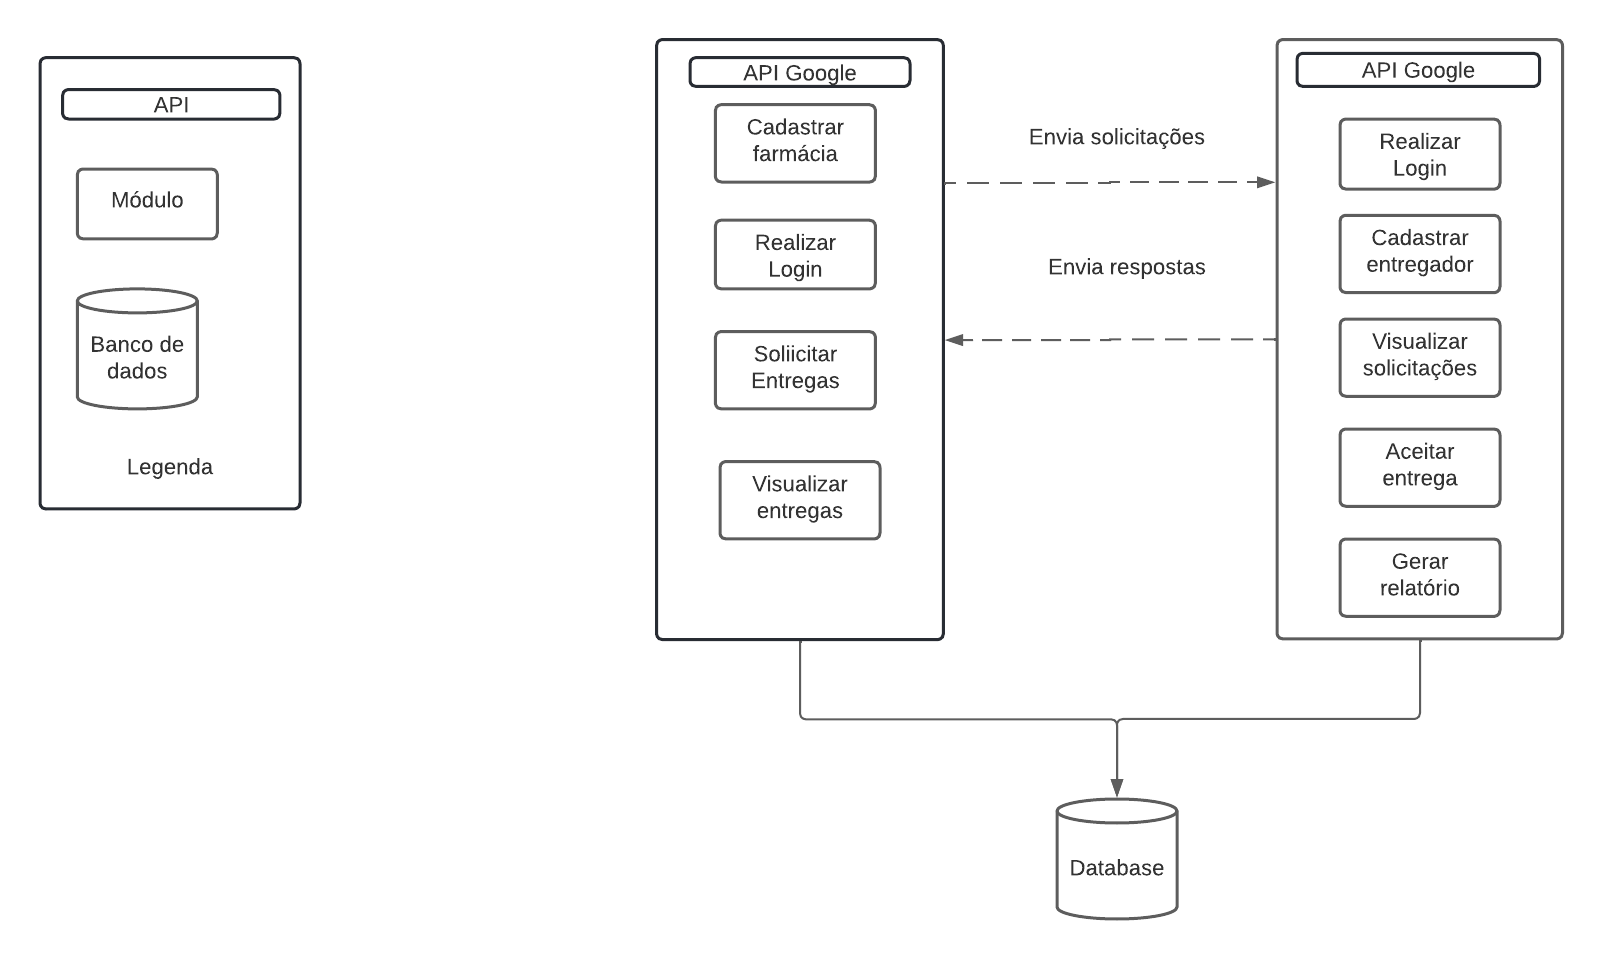 API
Módulo
Banco de
dados
Legenda
API Google
Cadastrar
farmácia
Realizar
Login
Soliicitar
Entregas
Visualizar
entregas
Envia solicitações
Envia respostas
API Google
Realizar
Login
Cadastrar
entregador
Visualizar
solicitações
Aceitar
entrega
Gerar
relatório
Database